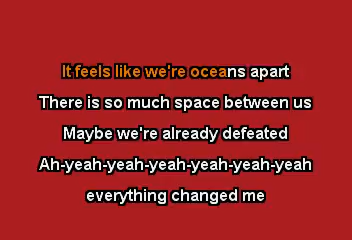 It feels like we're oceans apart
There is so much space between us
Maybe we're already defeated
Ah-yeah-yeah-yeah-yeah-yeah-yeah
everything changed me